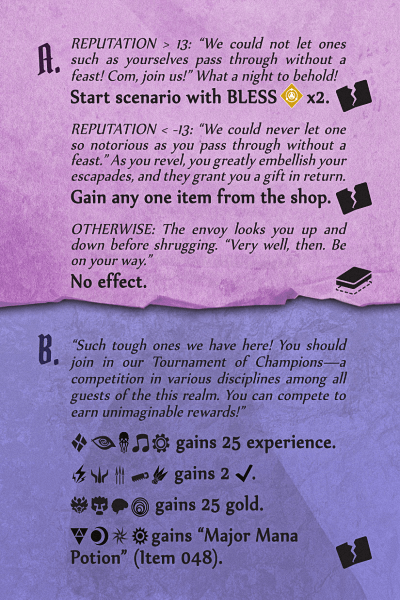 A.
REPUTATION > 13: “We could not let ones
such as yourselves pass through without a
feast! Com, join us!” What a night to behold!
Start scenario with BLESS x2.
REPUTATION < -13: “We could never let one
so notorious as you pass through without a
feast.” As you revel, you greatly embellish your
escapades, and they grant you a gift in return.
Gain any one item from the shop.
OTHERWISE: The envoy looks you up and
down before shrugging. “Very well, then. Be
on your way.”
No effect.
B.
“Such tough ones we have here! You should
join in our Tournament of Champions—a
competition in various disciplines among all
guests of the this realm. You can compete to
earn unimaginable rewards!”
gains 25 experience.
gains 2 ✓.
gains 25 gold.
gains “Major Mana
Potion” (Item 048).